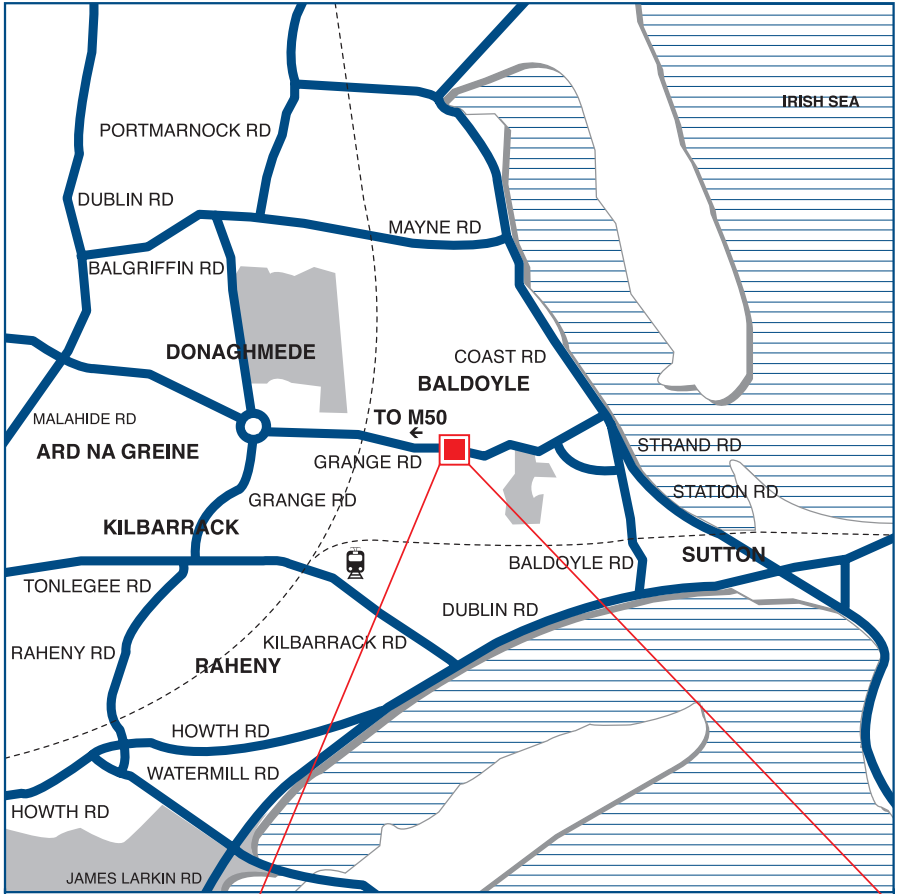 IRISH SEA
PORTMARNOCK RD
DUBLIN RD
MAYNE RD
BALGRIFFIN RD
DONAGHMEDE
COAST RD
BALDOYLE
MALAHIDE RD
TO M50
ARD NA GREINE
STRAND RD
GRANGE RD
STATION RD
GRANGE RD
KILBARRACK
SUTTON
BALDOYLE RD
TONLEGEE RD
DUBLIN RD
KILBARRACK RD
RAHENY RD
RAHENY
HOWTH RD
WATERMILL RD
HOWTH RD
JAMES LARKIN RD